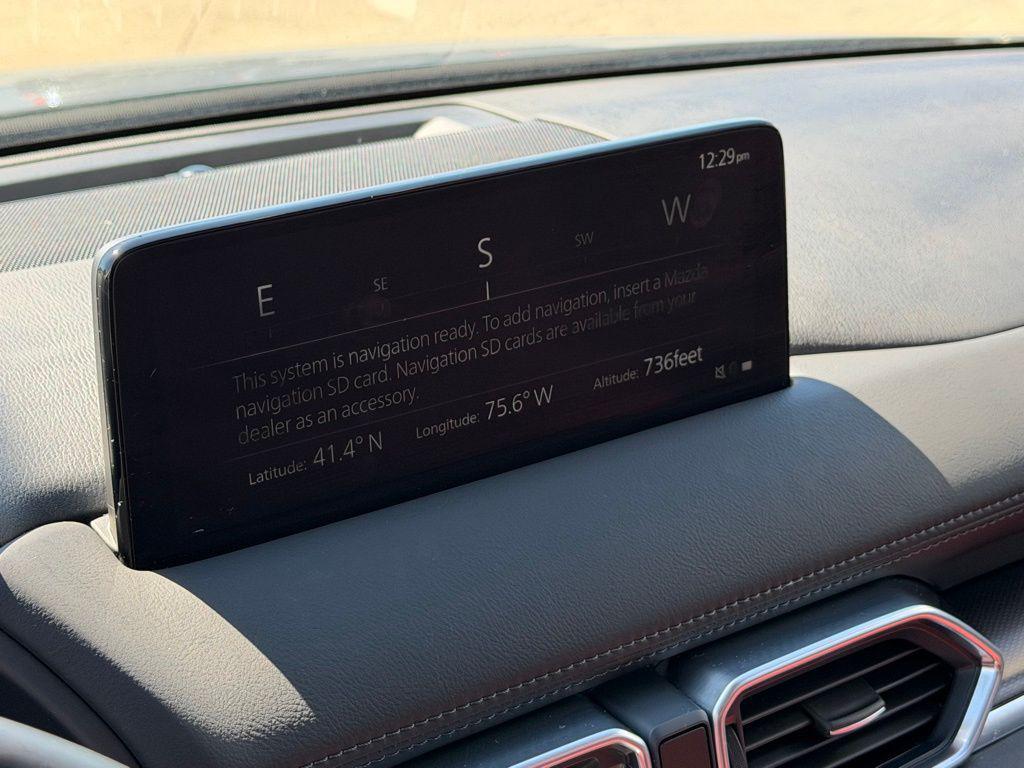 12:29pm
E SE S SW W
This system is navigation ready. To add navigation, insert a Mazda
navigation SD card. Navigation SD cards are available from your
dealer as an accessory.
Latitude: 41.4° N Longitude: 75.6° W Altitude: 736feet